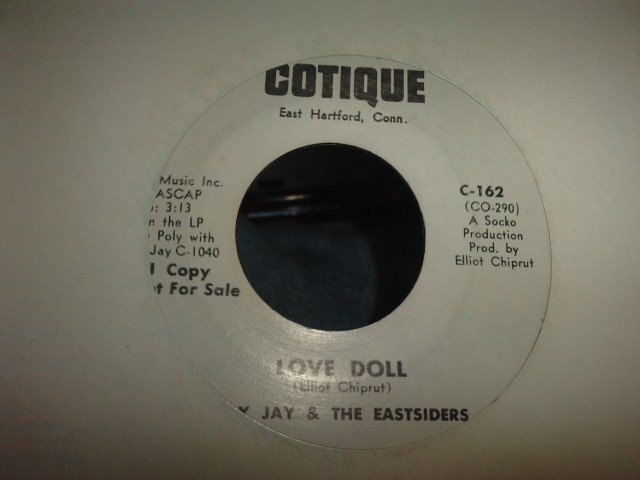 COTIQUE
East Hartford, Conn.
Music Inc.
ASCAP
: 3:13
n the LP
Poly with
Jay C-1040
l Copy
t For Sale
C-162
(CO-290)
A Socko
Production
Prod. by
Elliot Chiprut
LOVE DOLL
(Elliot Chiprut)
Y JAY & THE EASTSIDERS